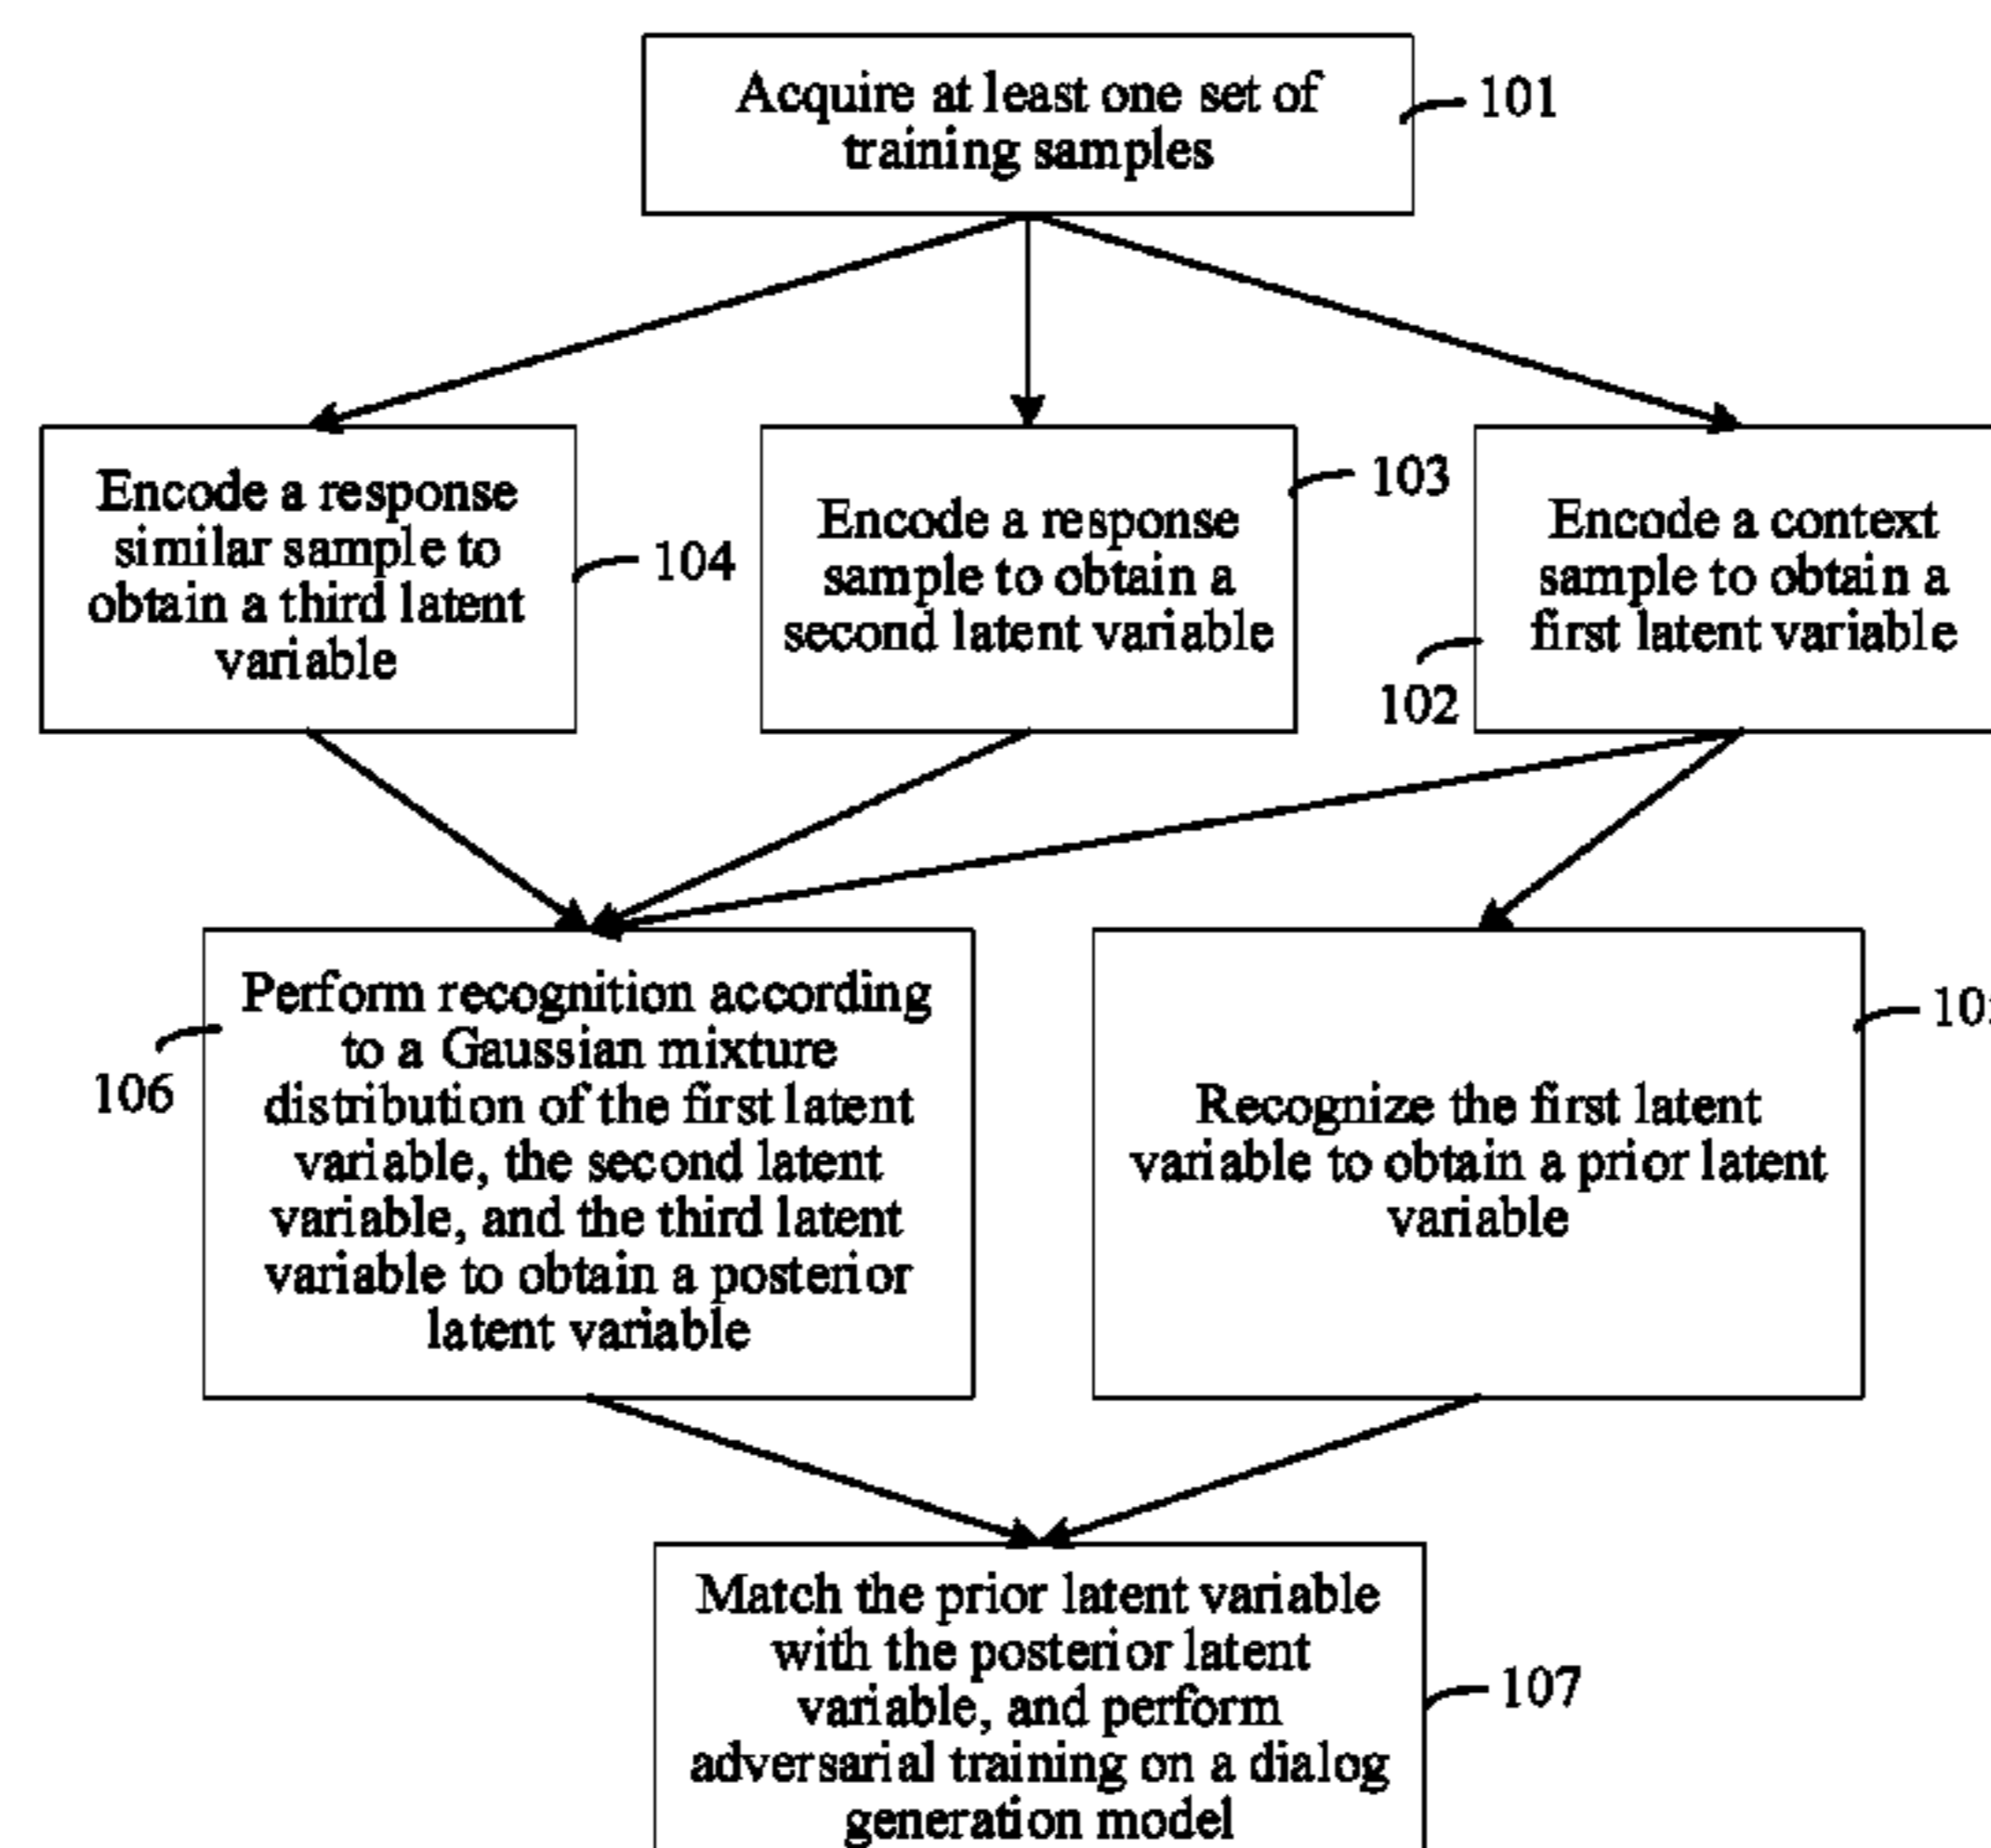 Acquire at least one set of
training samples
101
Encode a response
similar sample to
obtain a third latent
variable
104
Encode a response
sample to obtain a
second latent variable
103
Encode a context
sample to obtain a
first latent variable
102
Perform recognition according
to a Gaussian mixture
distribution of the first latent
variable, the second latent
variable, and the third latent
variable to obtain a posterior
latent variable
106
Recognize the first latent
variable to obtain a prior latent
variable
Match the prior latent variable
with the posterior latent
variable, and perform
adversarial training on a dialog
generation model
107